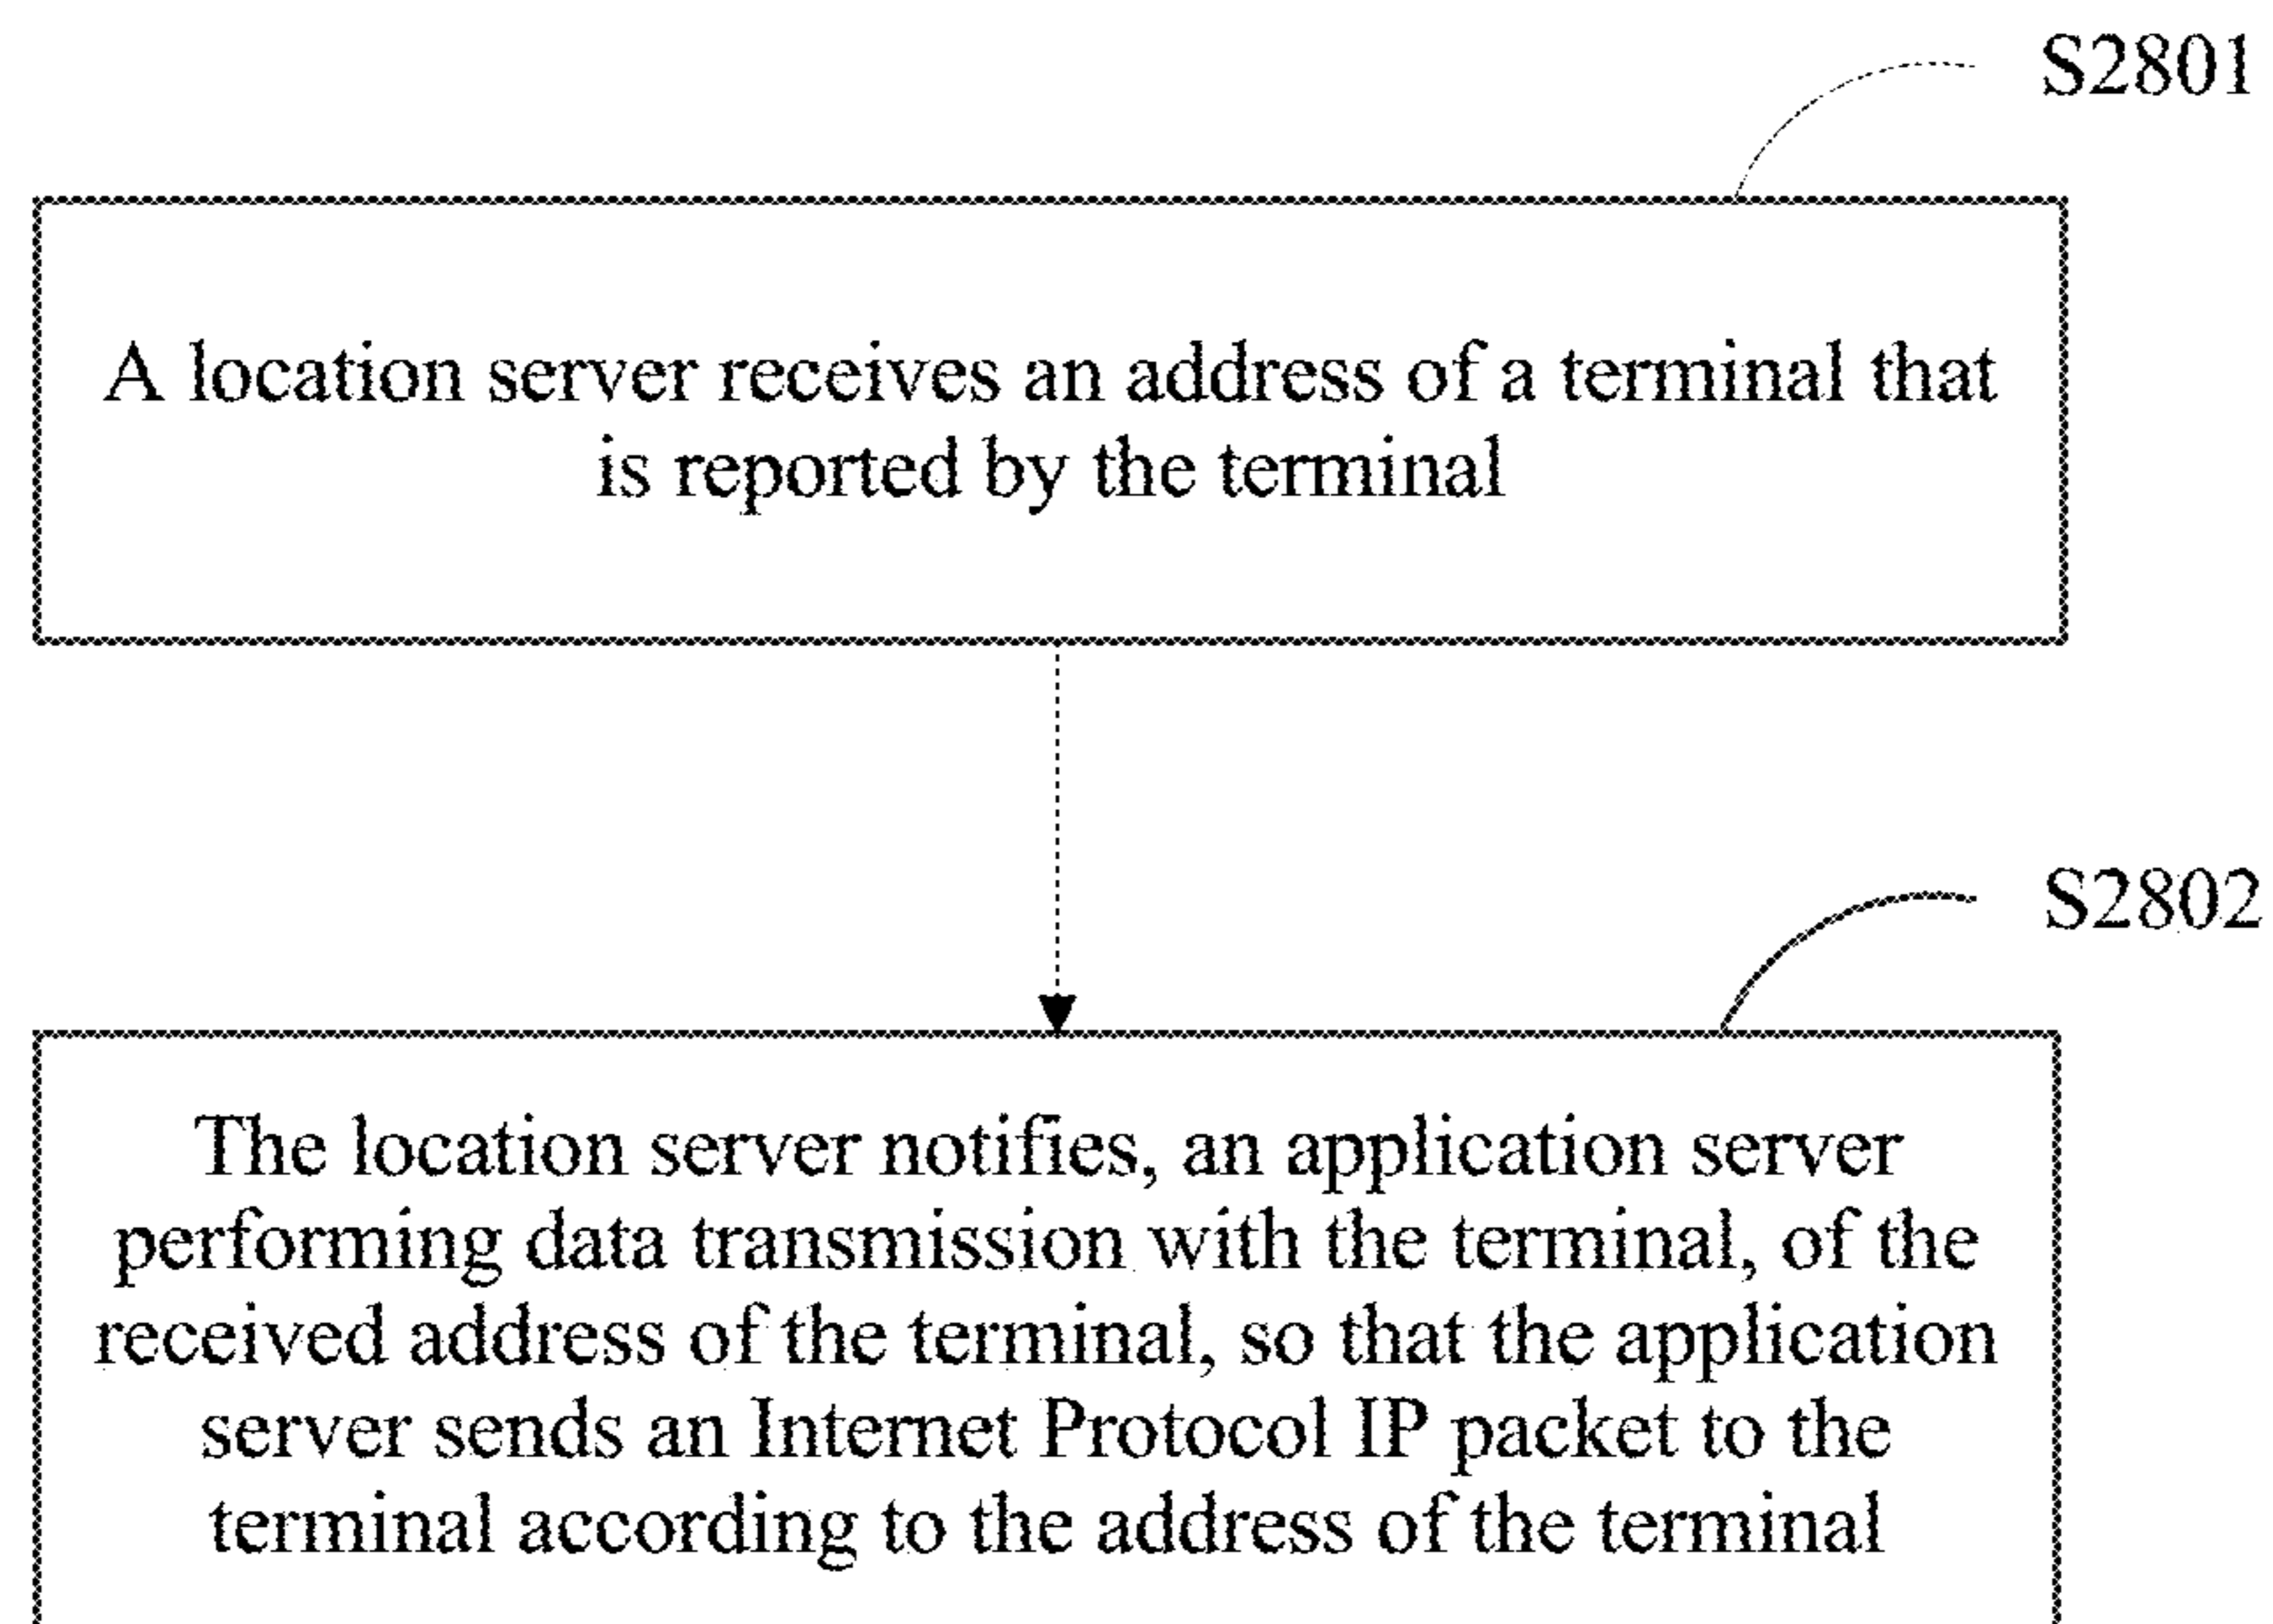 S2801
A location server receives an address of a terminal that
is reported by the terminal
S2802
The location server notifies, an application server
performing data transmission with the terminal, of the
received address of the terminal, so that the application
server sends an Internet Protocol IP packet to the
terminal according to the address of the terminal